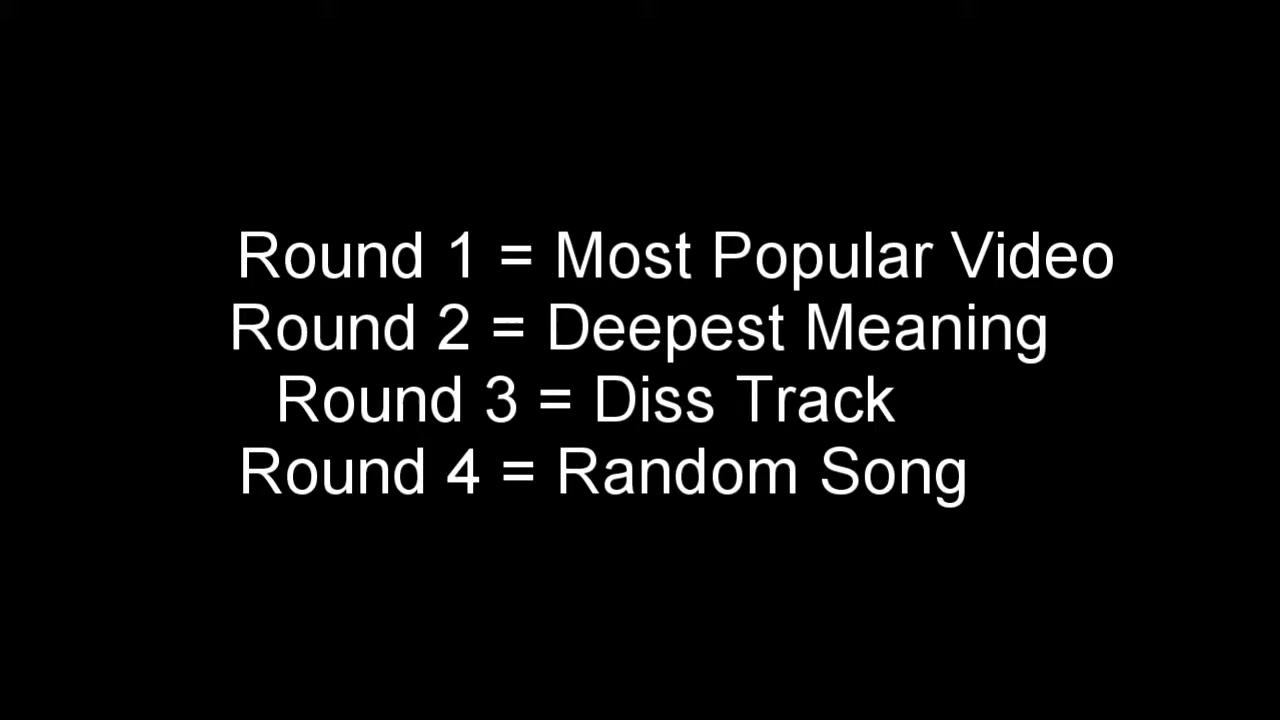 Round 1 = Most Popular Video
Round 2 = Deepest Meaning
Round 3 = Diss Track
Round 4 = Random Song